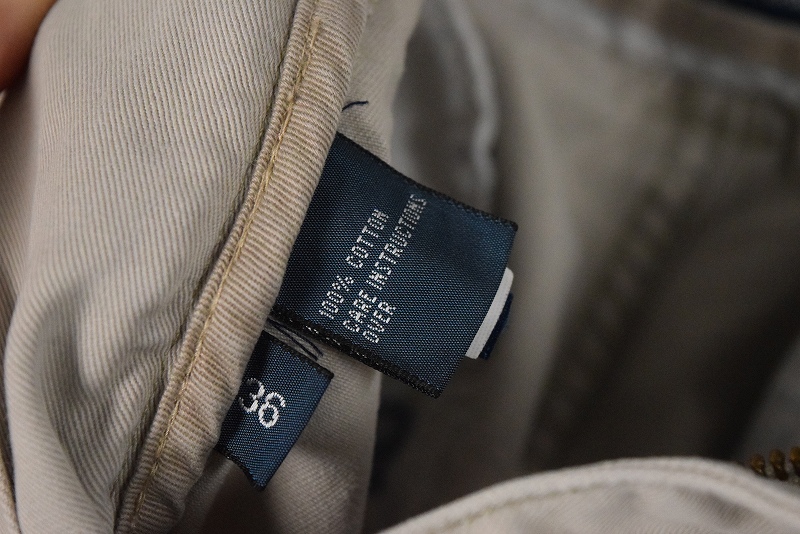 100% COTTON
CARE INSTRUCTIONS
OVER
36